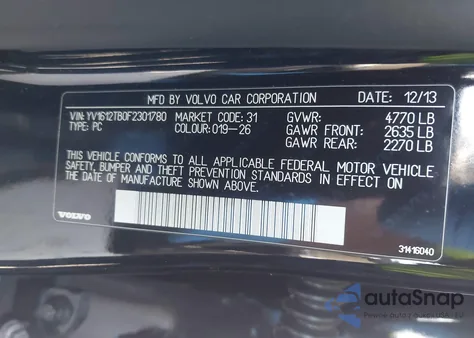 MFD BY VOLVO CAR CORPORATION DATE: 12/13
VIN: YV1612TB0F2301780 MARKET CODE: 31 GVWR: 4770 LB
TYPE: PC COLOUR: 019-26 GAWR FRONT: 2635 LB
GAWR REAR: 2270 LB
THIS VEHICLE CONFORMS TO ALL APPLICABLE FEDERAL MOTOR VEHICLE
SAFETY, BUMPER AND THEFT PREVENTION STANDARDS IN EFFECT ON
THE DATE OF MANUFACTURE SHOWN ABOVE.
VOLVO
31416040
autoSnap